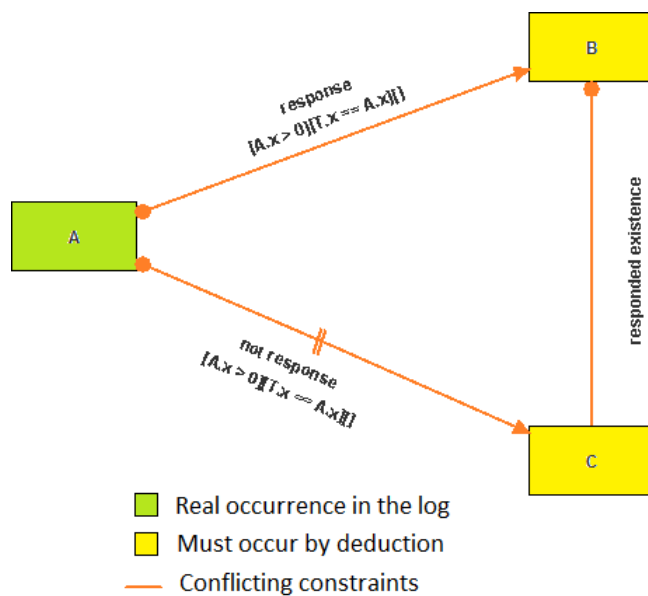 B
response
[A.x > 0][T.x == A.x][]
A
responded existence
not response
[A.x > 0][T.x == A.x][]
C
Real occurrence in the log
Must occur by deduction
Conflicting constraints